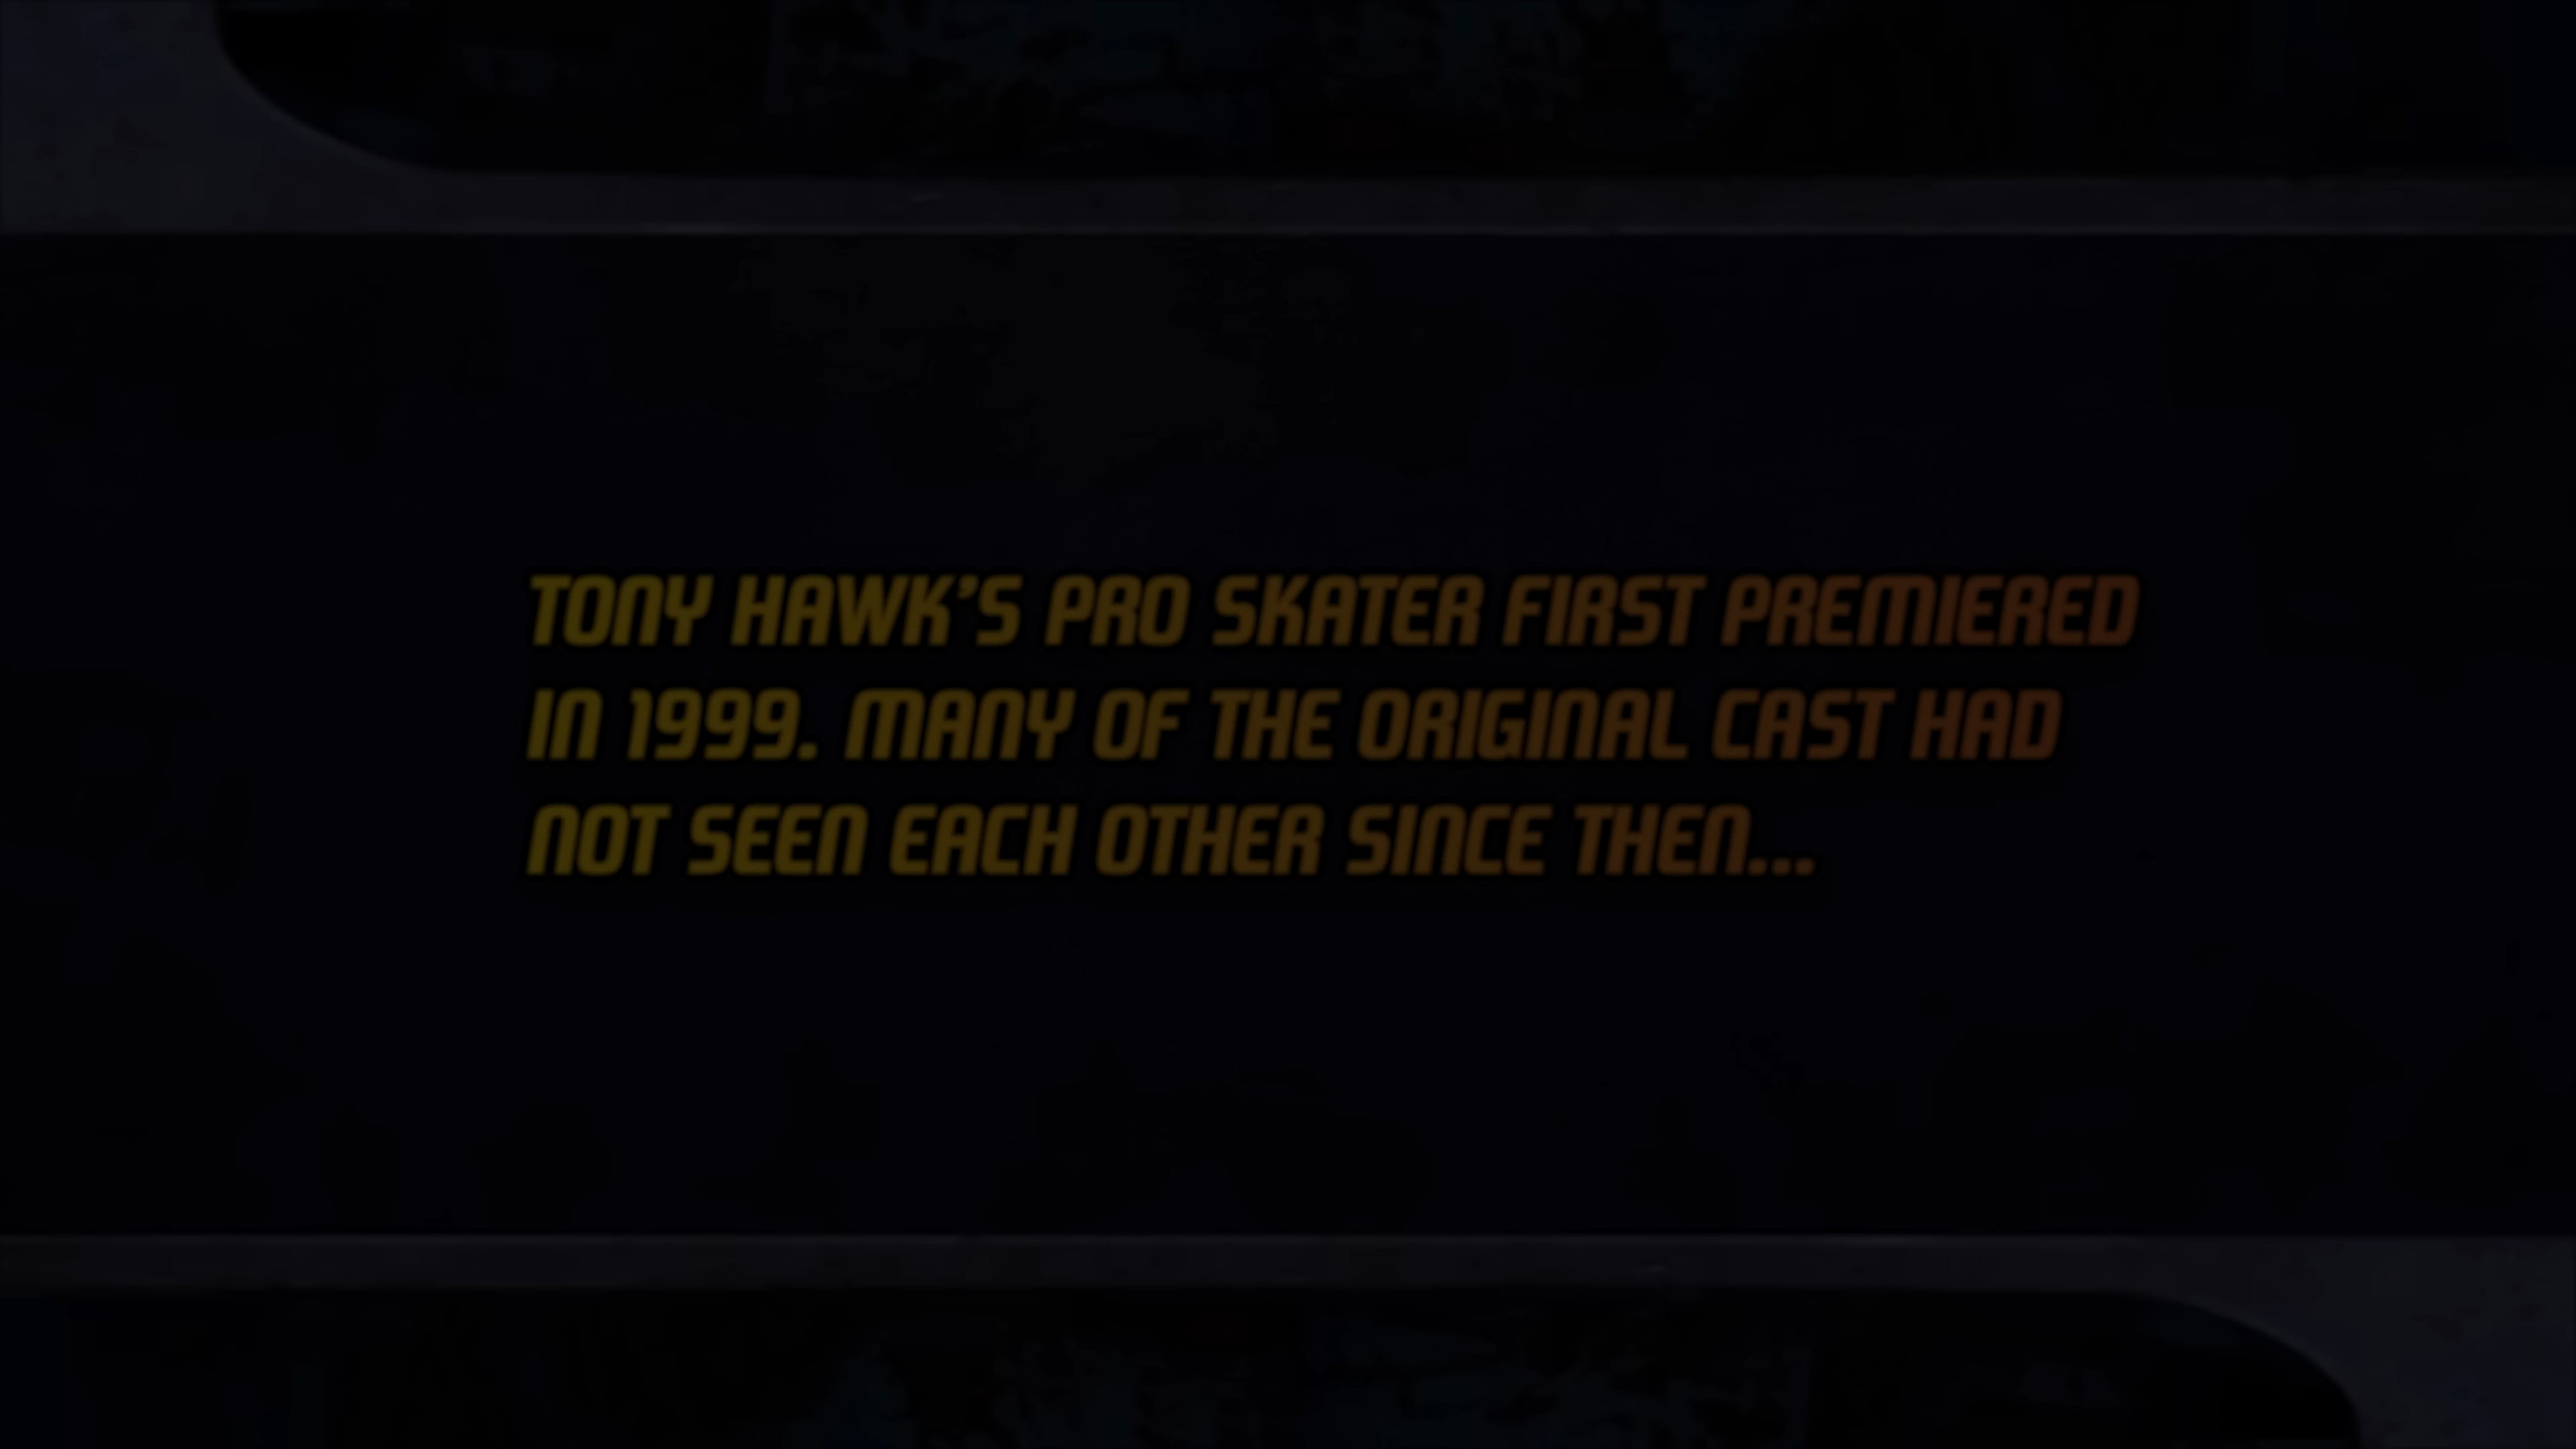 TONY HAWK'S PRO SKATER FIRST PREMIERED
IN 1999. MANY OF THE ORIGINAL CAST HAD
NOT SEEN EACH OTHER SINCE THEN...